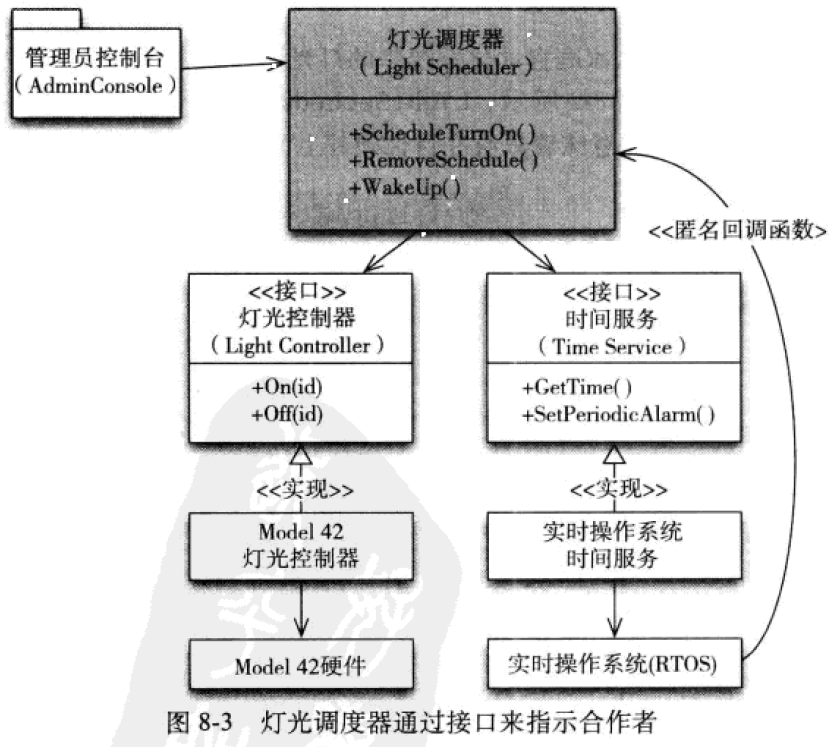 管理员控制台
(AdminConsole)
灯光调度器
(Light Scheduler)
+ScheduleTurnOn()
+RemoveSchedule()
+WakeUp()
<<匿名回调函数>
<<接口>>
灯光控制器
(Light Controller)
+On(id)
+Off(id)
<<接口>>
时间服务
(Time Service)
+GetTime()
+SetPeriodicAlarm()
<<实现>>
<<实现>>
Model 42
灯光控制器
实时操作系统
时间服务
Model 42硬件
实时操作系统(RTOS)
图 8-3 灯光调度器通过接口来指示合作者